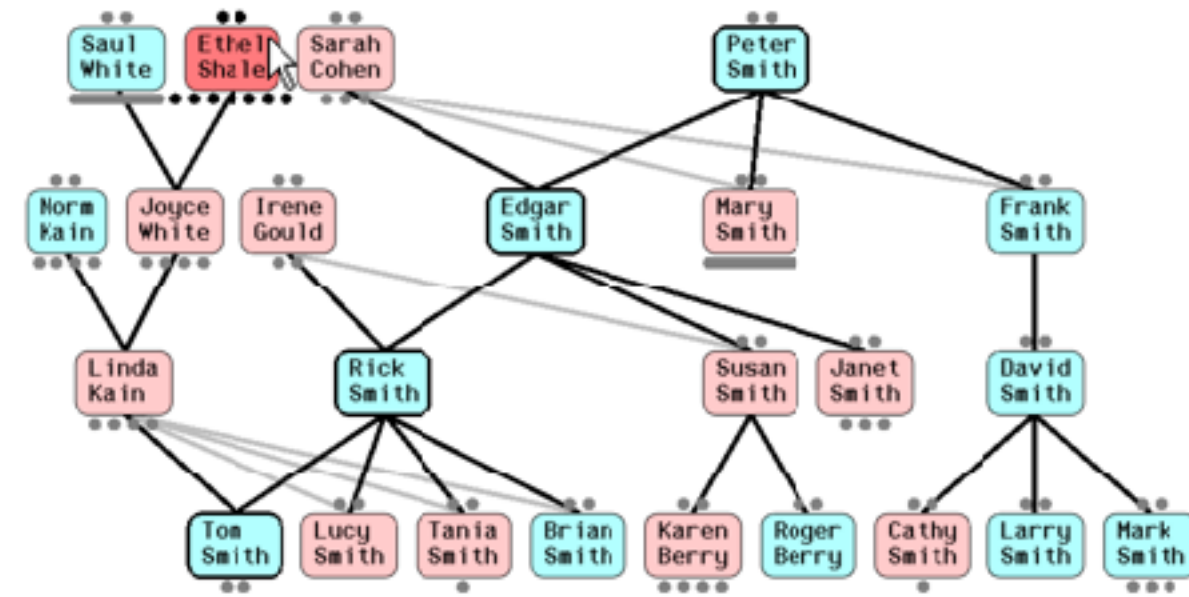 Saul
White
Ethel
Shale
Sarah
Cohen
Peter
Smith
Norm
Kain
Joyce
White
Irene
Gould
Edgar
Smith
Mary
Smith
Frank
Smith
Linda
Kain
Rick
Smith
Susan
Smith
Janet
Smith
David
Smith
Tom
Smith
Lucy
Smith
Tania
Smith
Brian
Smith
Karen
Berry
Roger
Berry
Cathy
Smith
Larry
Smith
Mark
Smith